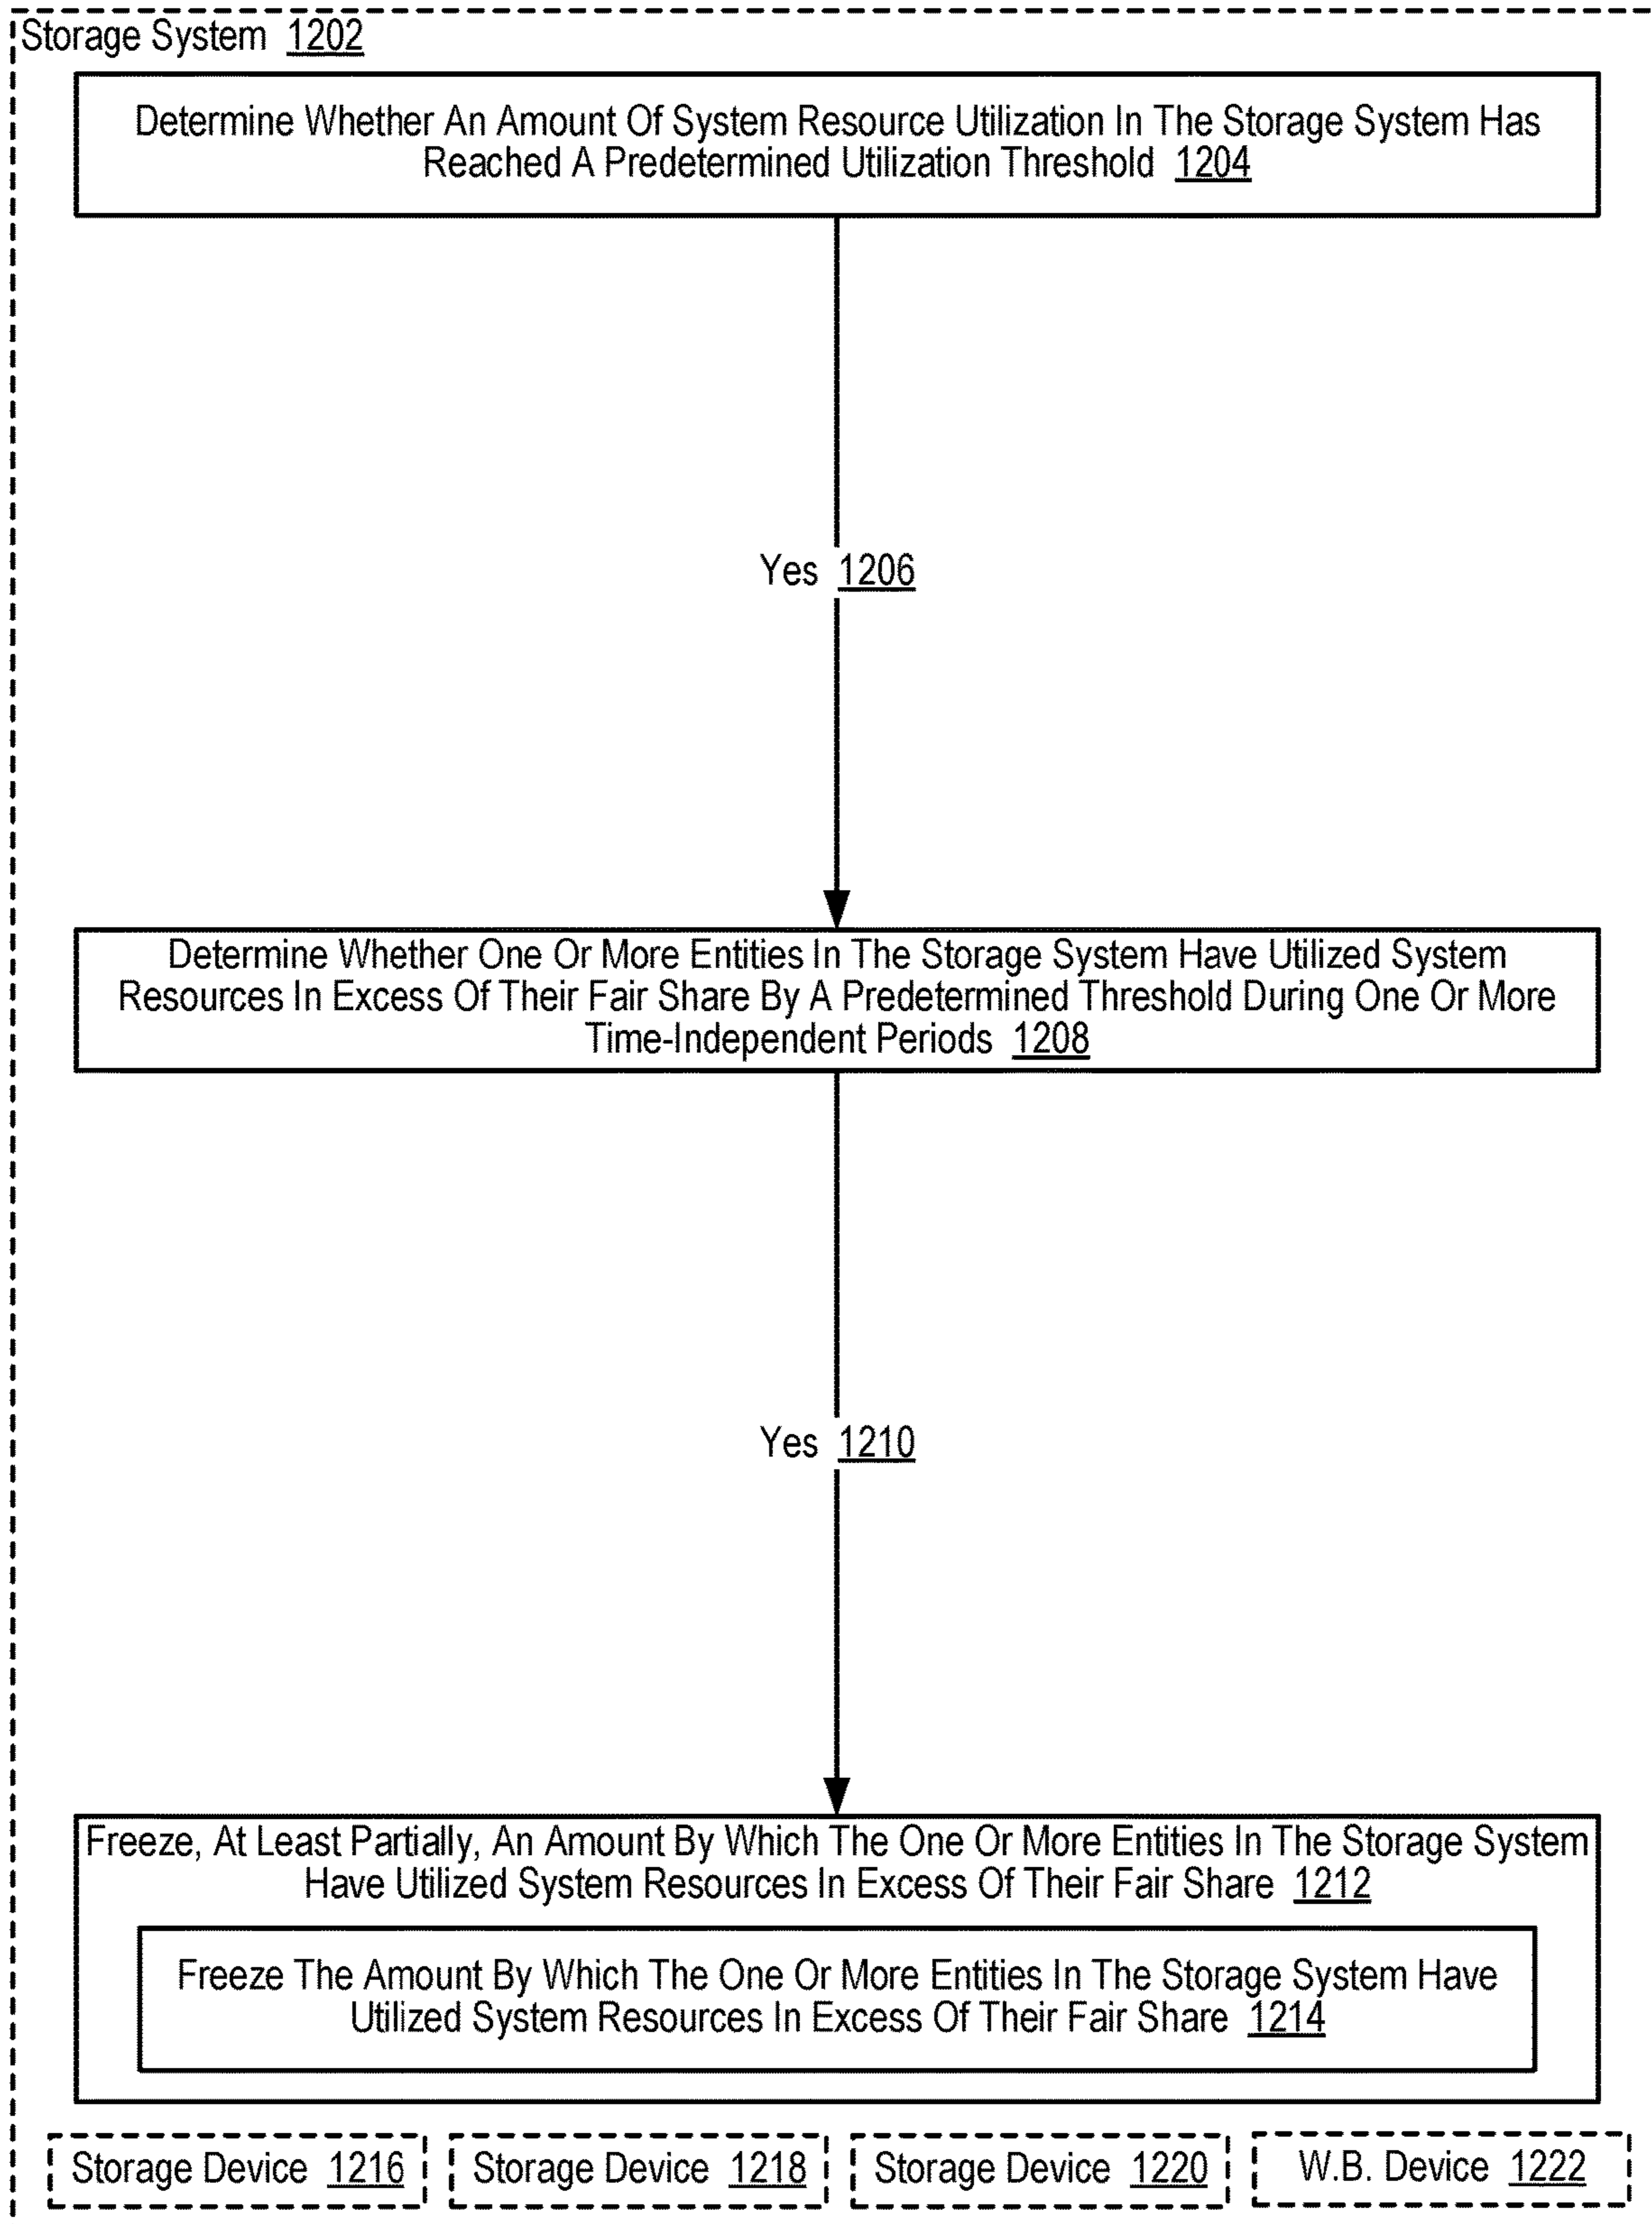 Storage System 1202
Determine Whether An Amount Of System Resource Utilization In The Storage System Has
Reached A Predetermined Utilization Threshold 1204
Yes 1206
Determine Whether One Or More Entities In The Storage System Have Utilized System
Resources In Excess Of Their Fair Share By A Predetermined Threshold During One Or More
Time-Independent Periods 1208
Yes 1210
Freeze, At Least Partially, An Amount By Which The One Or More Entities In The Storage System
Have Utilized System Resources In Excess Of Their Fair Share 1212
Freeze The Amount By Which The One Or More Entities In The Storage System Have
Utilized System Resources In Excess Of Their Fair Share 1214
Storage Device 1216
Storage Device 1218
Storage Device 1220
W.B. Device 1222